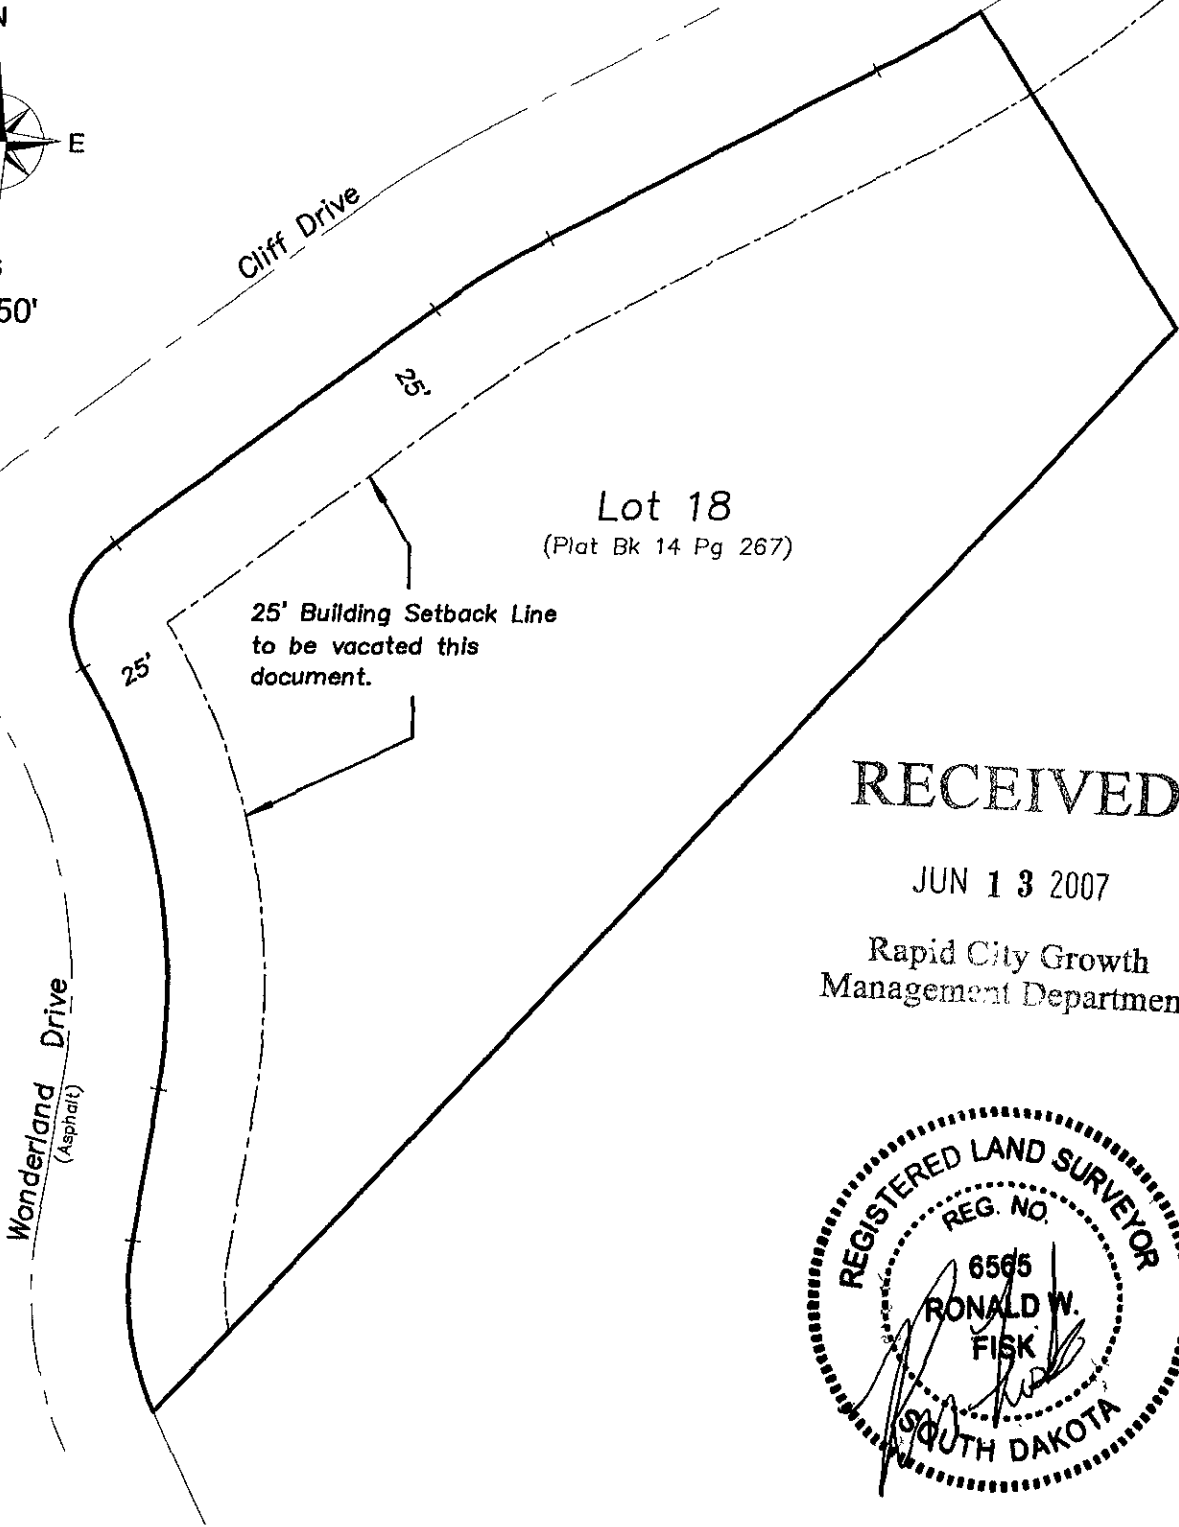 N
E
S
50'
Cliff Drive
25'
Lot 18
(Plat Bk 14 Pg 267)
25' Building Setback Line
to be vacated this
document.
25'
RECEIVED
JUN 13 2007
Rapid City Growth
Management Departmen
Wonderland Drive
(Asphalt)
REGISTERED LAND SURVEYOR
REG. NO.
6565
RONALD W.
FISK
SOUTH DAKOTA